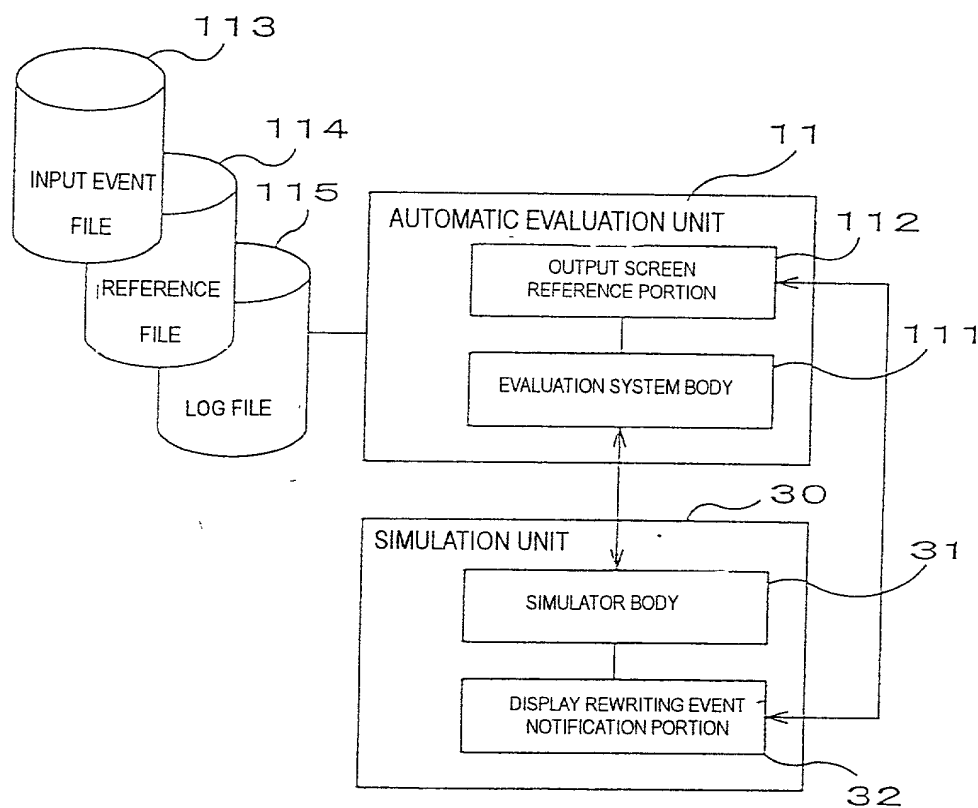 113
INPUT EVENT
FILE
114
REFERENCE
FILE
115
LOG FILE
11
AUTOMATIC EVALUATION UNIT
112
OUTPUT SCREEN
REFERENCE PORTION
111
EVALUATION SYSTEM BODY
30
SIMULATION UNIT
31
SIMULATOR BODY
DISPLAY REWRITING EVENT
NOTIFICATION PORTION
32